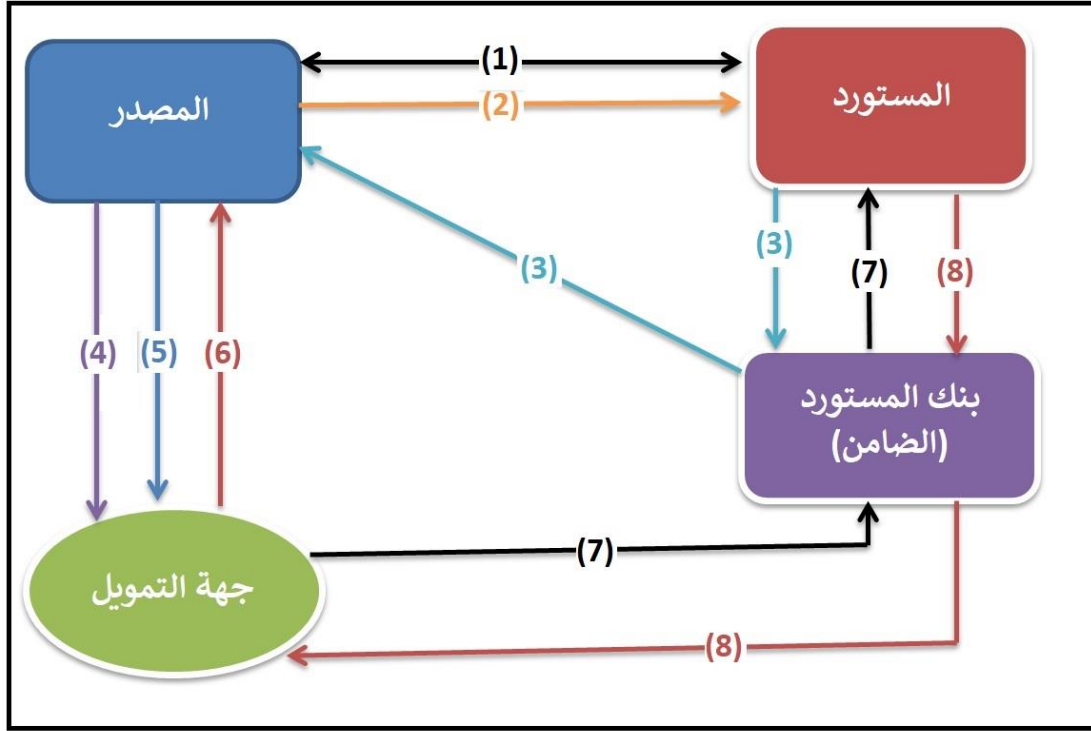 (1)
المستورد
المصدر
(2)
(3)
(3)
(7)
(8)
(4)
(5)
(6)
بنك المستورد
(الضامن)
(7)
جهة التمويل
(8)